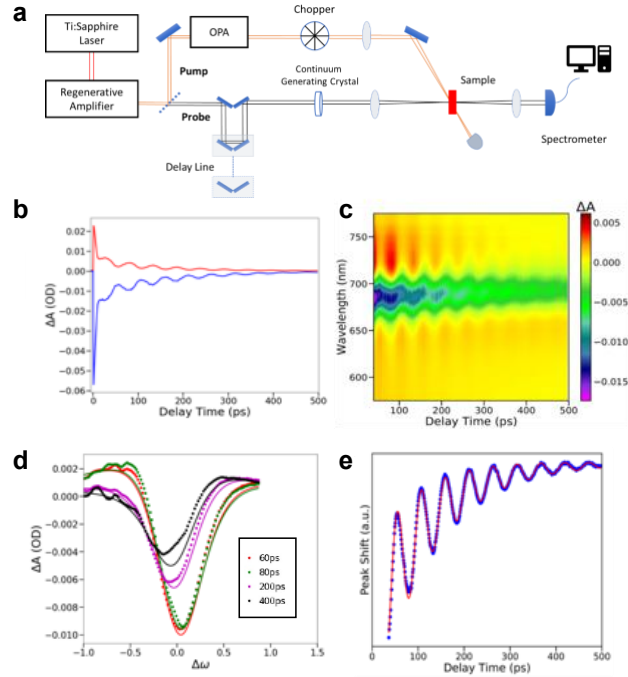 a
Ti:Sapphire
Laser
Regenerative
Amplifier
OPA
Chopper
Pump
Probe
Continuum
Generating Crystal
Sample
Spectrometer
Delay Line
b
0.02
0.01
0.00
−0.01
−0.02
−0.03
−0.04
−0.05
−0.06
ΔA (OD)
0 100 200 300 400 500
Delay Time (ps)
c
750
700
650
600
Wavelength (nm)
100 200 300 400 500
Delay Time (ps)
ΔA
0.005
0.000
−0.005
−0.010
−0.015
d
0.002
0.000
−0.002
−0.004
−0.006
−0.008
−0.010
ΔA (OD)
60ps
80ps
200ps
400ps
−1.0 −0.5 0.0 0.5 1.0 1.5
Δω
e
Peak Shift (a.u.)
0 100 200 300 400 500
Delay Time (ps)